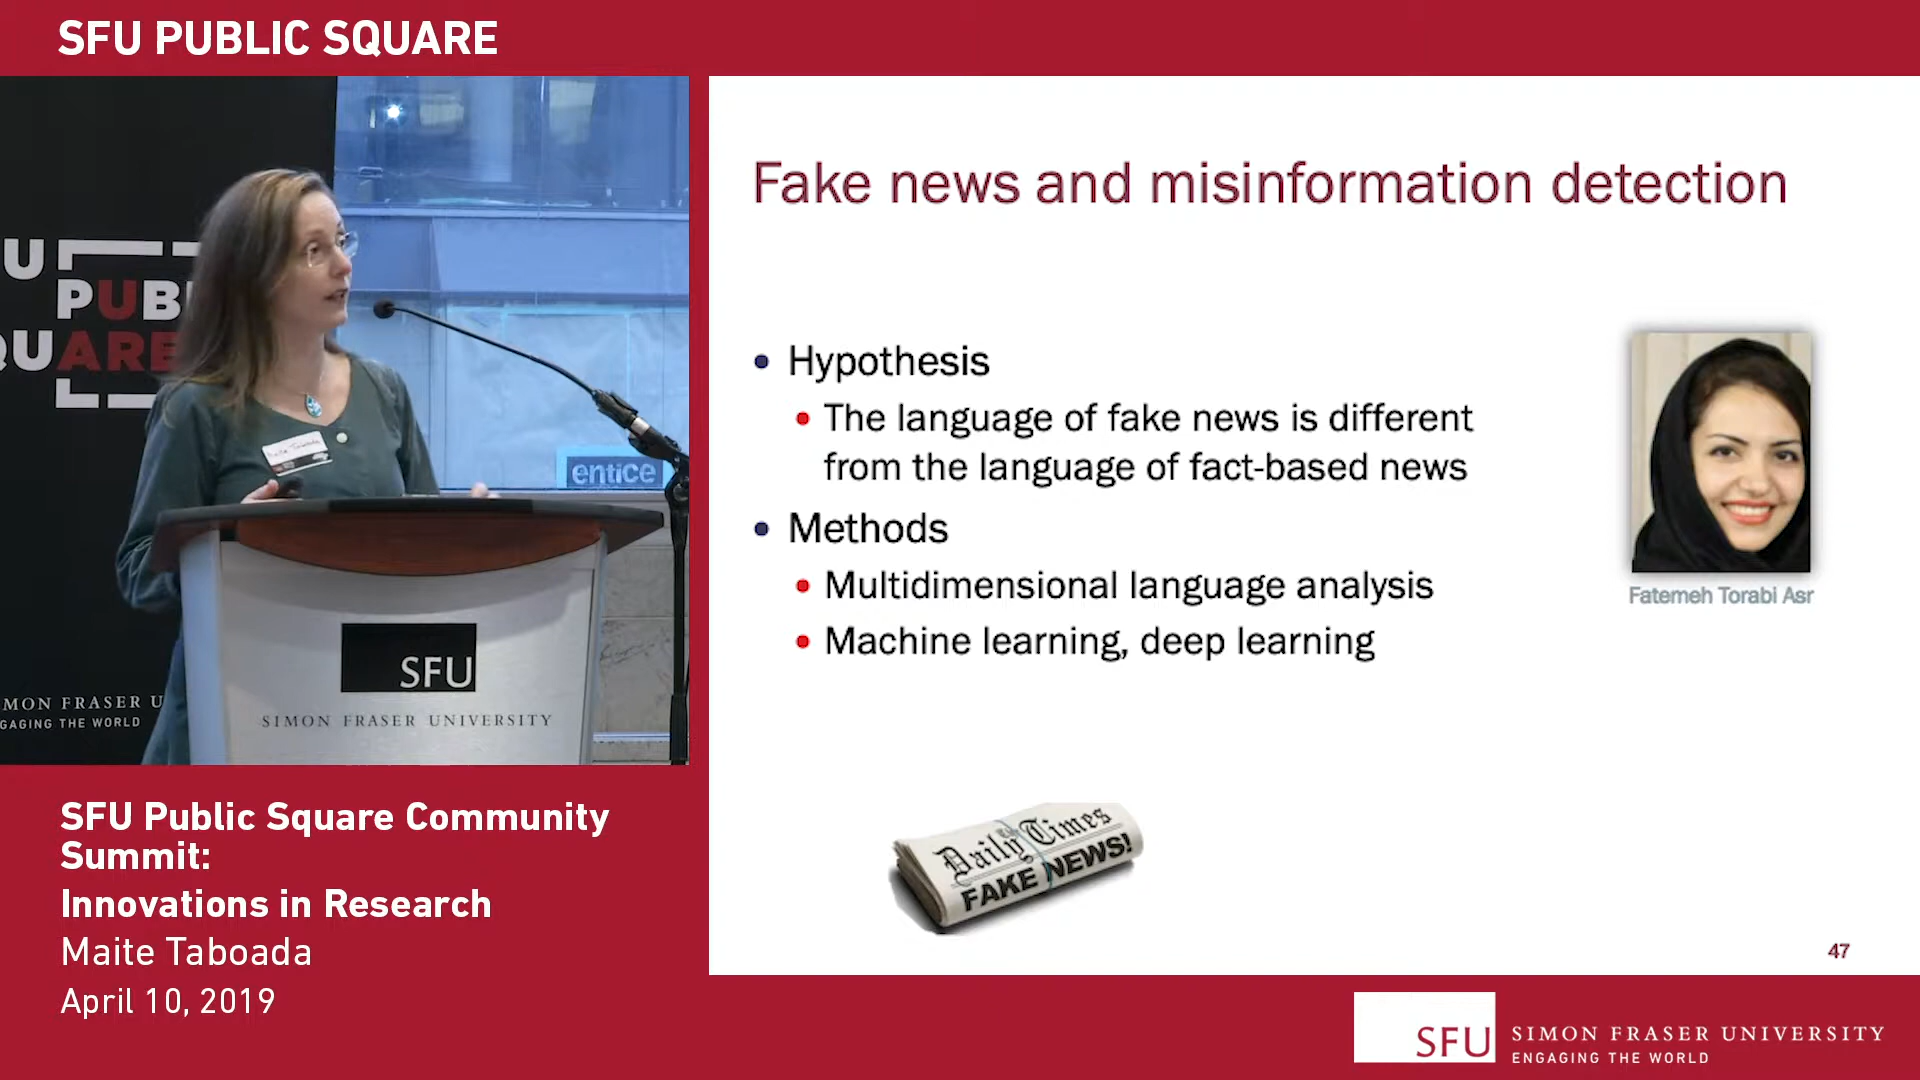 SFU PUBLIC SQUARE
U
PUB
QUARE
MON FRASER U
GAGING THE WORLD
entice
SFU
SIMON FRASER UNIVERSITY
Fake news and misinformation detection
• Hypothesis
• The language of fake news is different
from the language of fact-based news
• Methods
• Multidimensional language analysis
• Machine learning, deep learning
Fatemeh Torabi Asr
Daily Times
FAKE NEWS!
47
SFU Public Square Community
Summit:
Innovations in Research
Maite Taboada
April 10, 2019
SFU
SIMON FRASER UNIVERSITY
ENGAGING THE WORLD